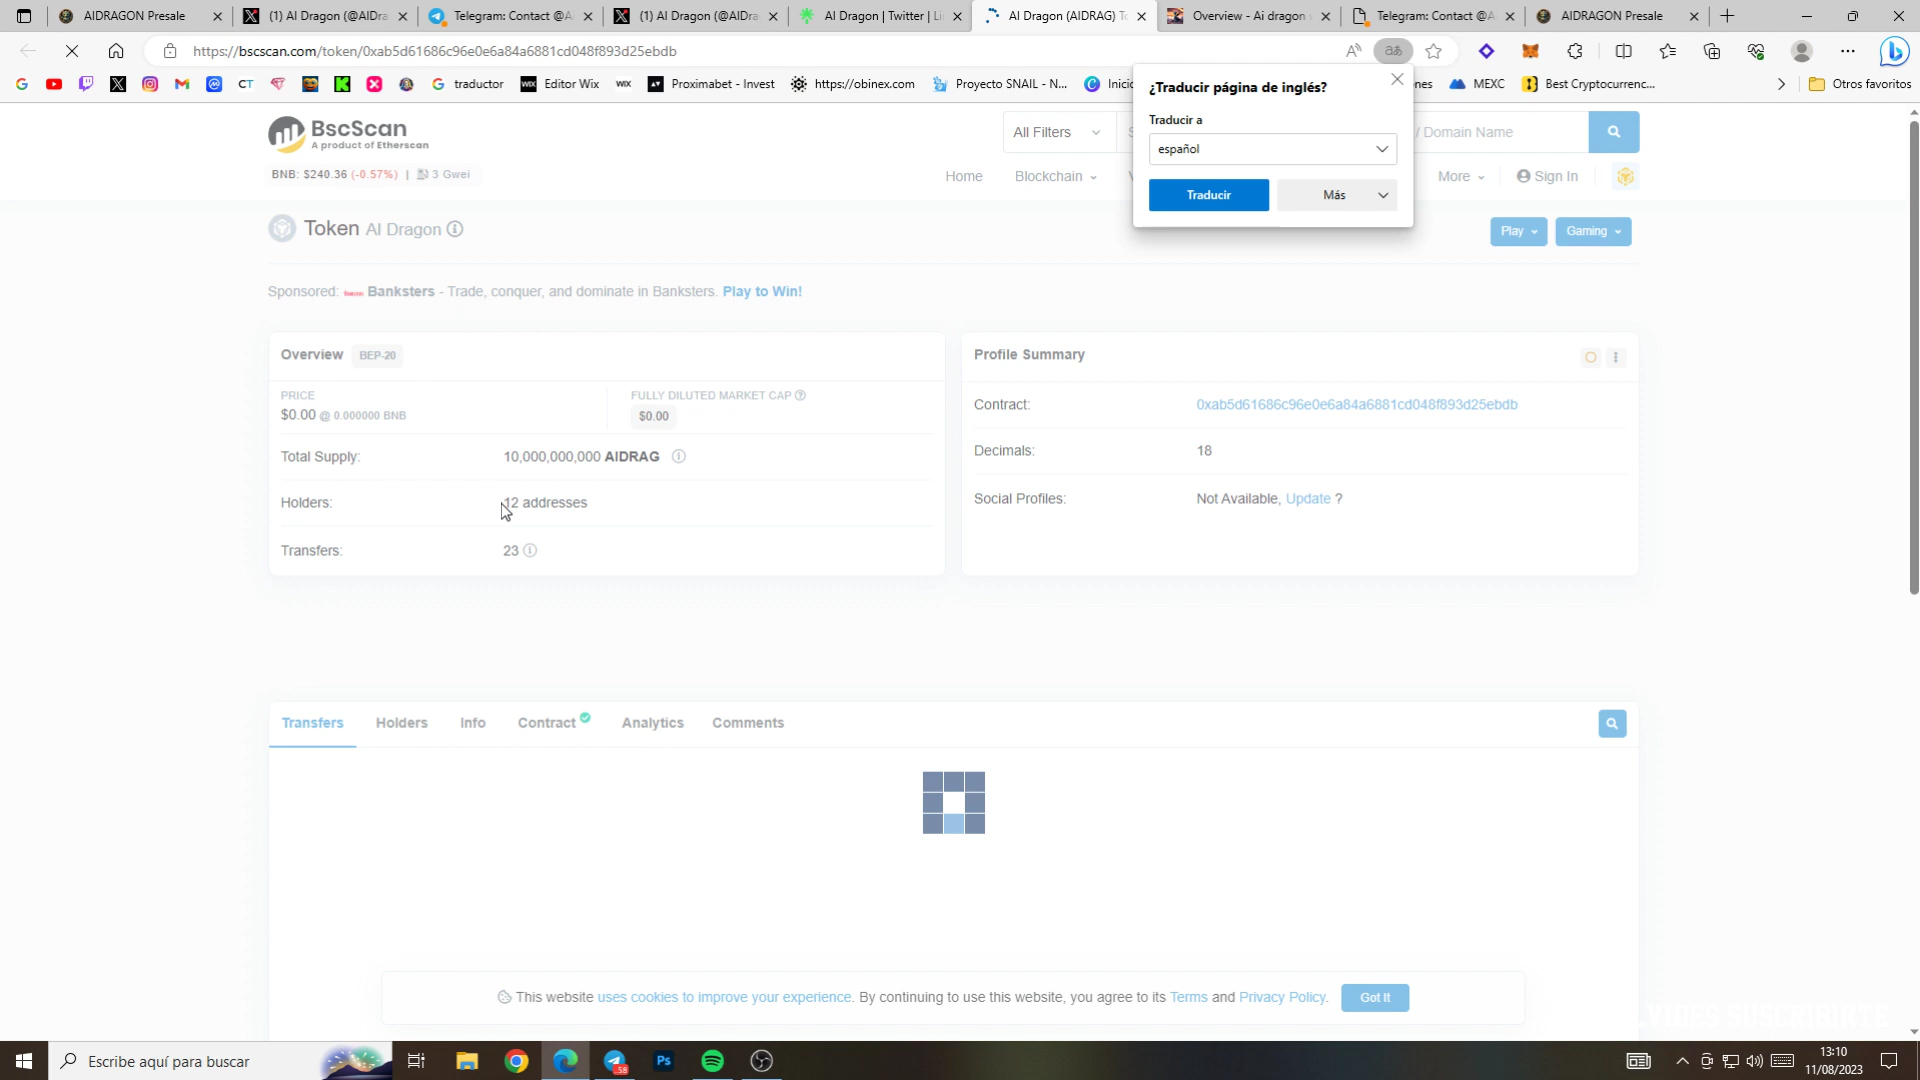 AIDRAGON Presale
(1) AI Dragon (@AIDra
Telegram: Contact @A
(1) AI Dragon (@AIDra
AI Dragon | Twitter | Li
AI Dragon (AIDRAG) To
Overview - Ai dragon
Telegram: Contact @A
AIDRAGON Presale
https://bscscan.com/token/0xab5d61686c96e0e6a84a6881cd048f893d25ebdb
traductor
Editor Wix
Proximabet - Invest
https://obinex.com
Proyecto SNAIL - N...
Inici
nes
MEXC
Best Cryptocurrenc...
Otros favoritos
¿Traducir página de inglés?
Traducir a
español
Traducir
Más
BscScan
A product of Etherscan
All Filters
/ Domain Name
BNB: $240.36 (-0.57%) | 3 Gwei
Home
Blockchain
More
Sign In
Token AI Dragon
Play
Gaming
Sponsored: Banksters - Trade, conquer, and dominate in Banksters. Play to Win!
Overview BEP-20
PRICE
$0.00 @ 0.000000 BNB
FULLY DILUTED MARKET CAP
$0.00
Total Supply: 10,000,000,000 AIDRAG
Holders: 12 addresses
Transfers: 23
Profile Summary
Contract: 0xab5d61686c96e0e6a84a6881cd048f893d25ebdb
Decimals: 18
Social Profiles: Not Available, Update ?
Transfers
Holders
Info
Contract
Analytics
Comments
This website uses cookies to improve your experience. By continuing to use this website, you agree to its Terms and Privacy Policy.
Got It
SUSCRIBIRTE
Escribe aquí para buscar
Ps
58
13:10
11/08/2023